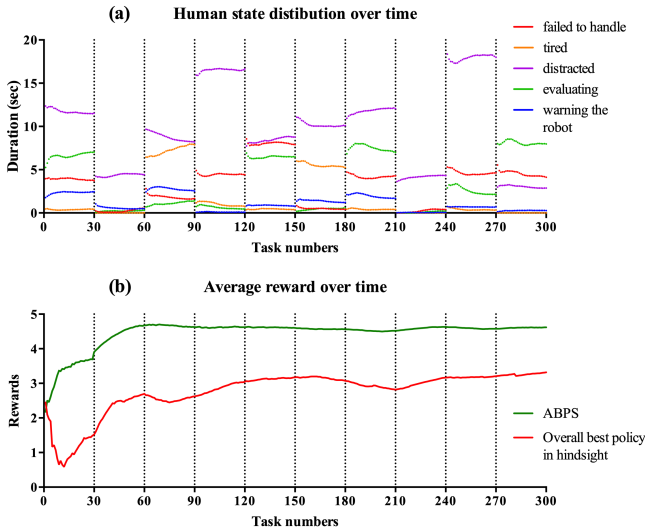 (a) Human state distibution over time
failed to handle
tired
distracted
evaluating
warning the
robot
Duration (sec)
20
15
10
5
0
0 30 60 90 120 150 180 210 240 270 300
Task numbers
(b) Average reward over time
Rewards
5
4
3
2
1
0
ABPS
Overall best policy
in hindsight
0 30 60 90 120 150 180 210 240 270 300
Task numbers